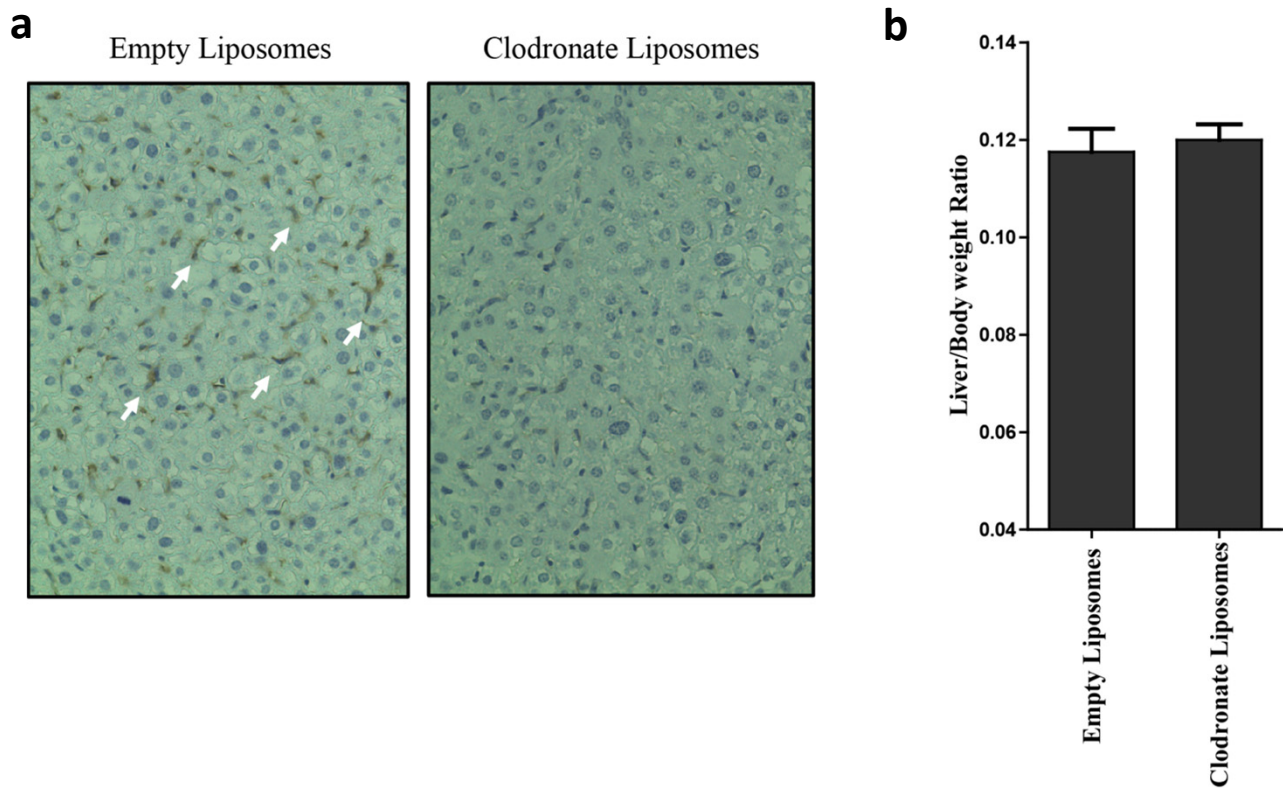 a
Empty Liposomes
Clodronate Liposomes
b
0.14
0.12
0.10
0.08
0.06
0.04
Liver/Body weight Ratio
Empty Liposomes
Clodronate Liposomes